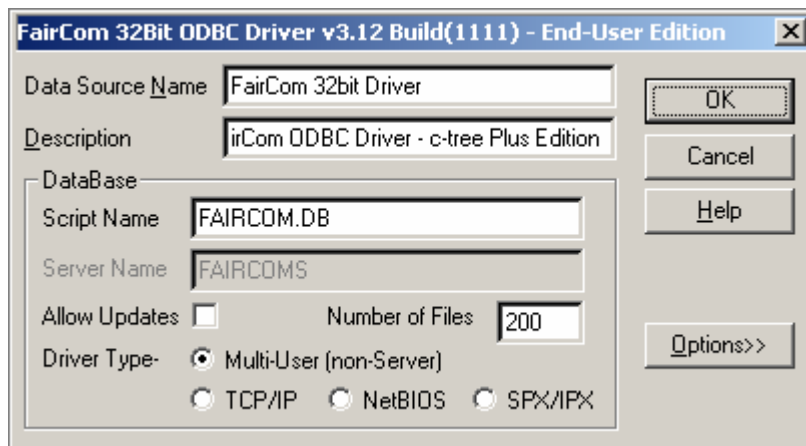 FairCom 32Bit ODBC Driver v3.12 Build(1111) - End-User Edition
Data Source Name FairCom 32bit Driver
OK
Description irCom ODBC Driver - c-tree Plus Edition
Cancel
DataBase
Script Name FAIRCOM.DB
Help
Server Name FAIRCOMS
Allow Updates Number of Files 200
Driver Type- Multi-User (non-Server)
Options>>
TCP/IP NetBIOS SPX/IPX